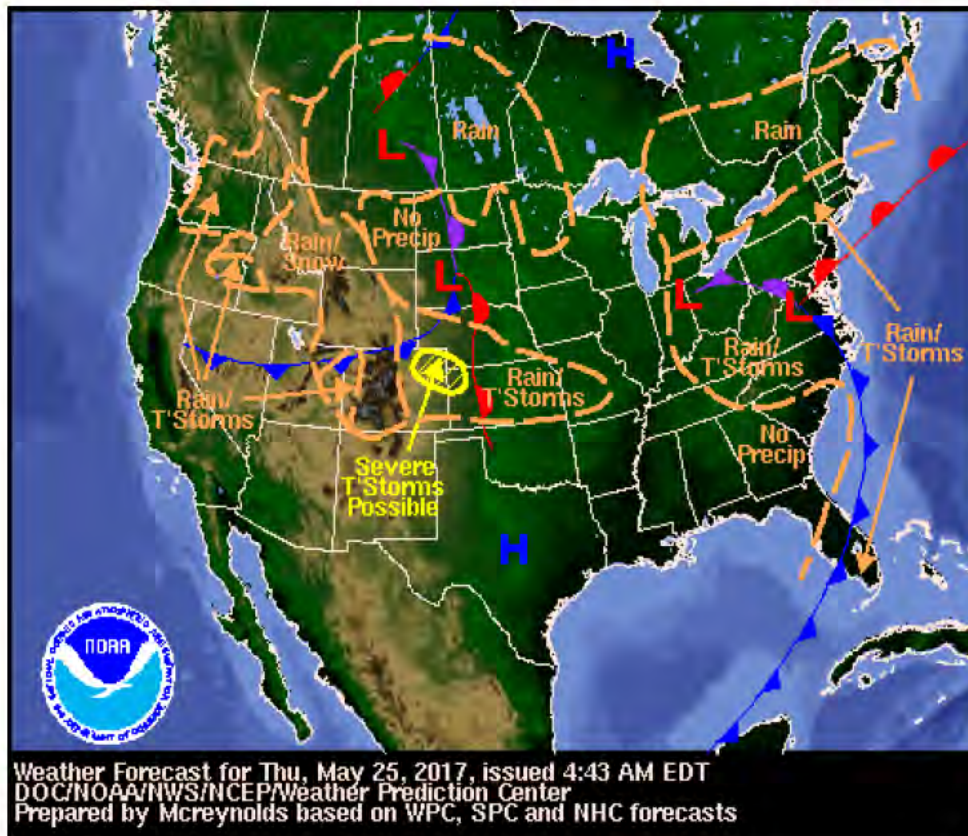 H
Rain
Rain
L
No
Precip
Rain/
Snow
L
L
L
Rain/
T'Storms
Rain/
T'Storms
Rain/
T'Storms
Rain/
T'Storms
No
Precip
Severe
T'Storms
Possible
H
NOAA
Weather Forecast for Thu, May 25, 2017, issued 4:43 AM EDT
DOC/NOAA/NWS/NCEP/Weather Prediction Center
Prepared by Mcreynolds based on WPC, SPC and NHC forecasts